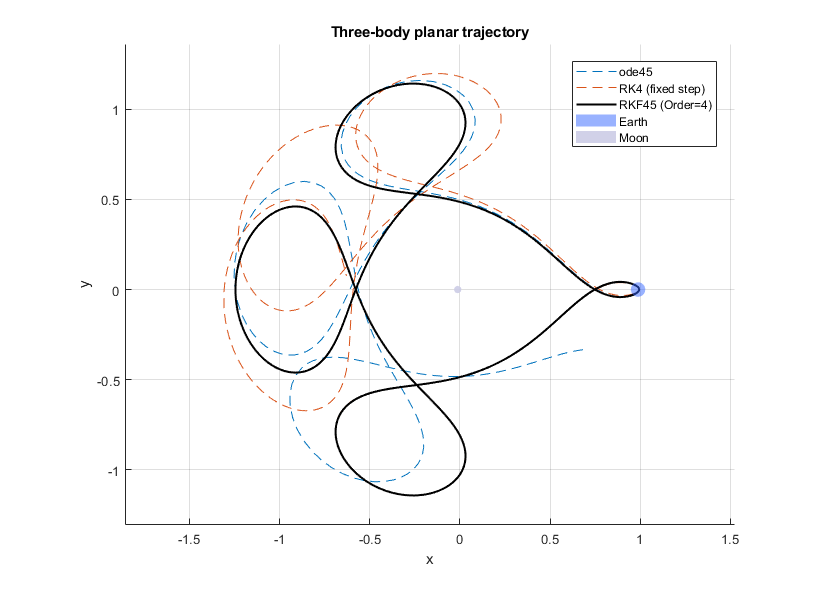 Three-body planar trajectory
ode45
RK4 (fixed step)
RKF45 (Order=4)
Earth
Moon
1
0.5
0
-0.5
-1
y
-1.5 -1 -0.5 0 0.5 1 1.5
x